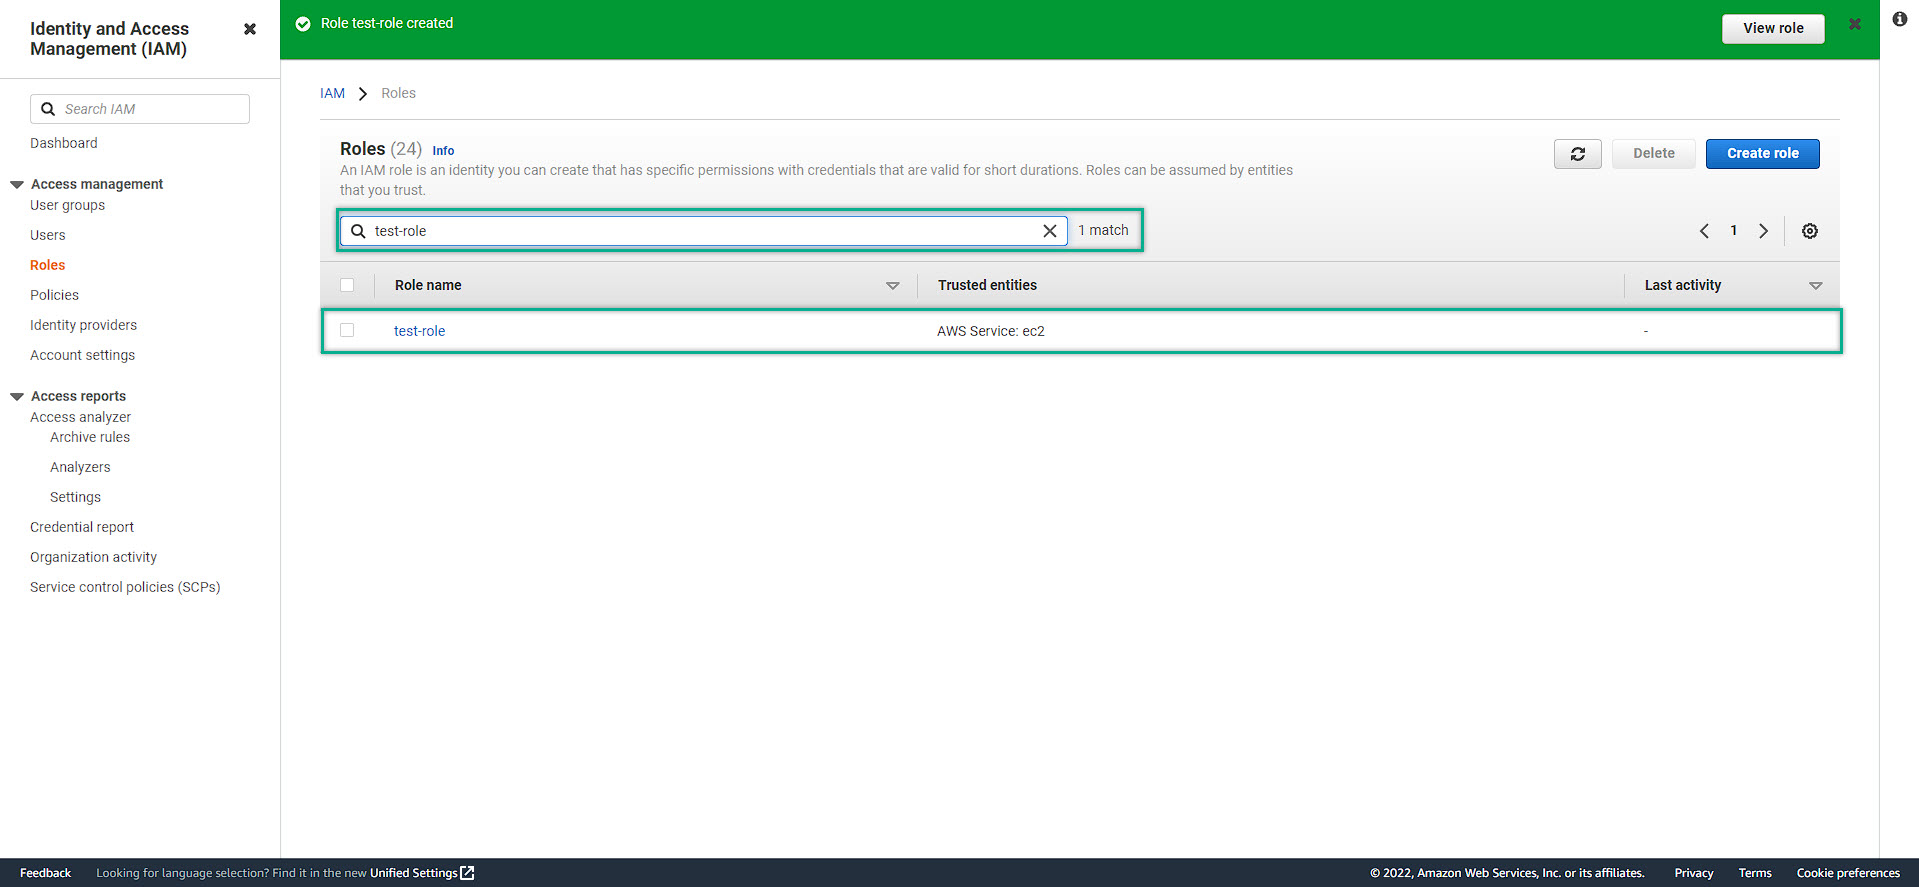 Identity and Access
Management (IAM)
Search IAM
Dashboard
Access management
User groups
Users
Roles
Policies
Identity providers
Account settings
Access reports
Access analyzer
Archive rules
Analyzers
Settings
Credential report
Organization activity
Service control policies (SCPs)
Role test-role created
View role
IAM
Roles
Roles (24) Info
An IAM role is an identity you can create that has specific permissions with credentials that are valid for short durations. Roles can be assumed by entities
that you trust.
Delete
Create role
test-role
1 match
1
Role name
Trusted entities
Last activity
test-role
AWS Service: ec2
-
Feedback
Looking for language selection? Find it in the new Unified Settings
© 2022, Amazon Web Services, Inc. or its affiliates.
Privacy
Terms
Cookie preferences